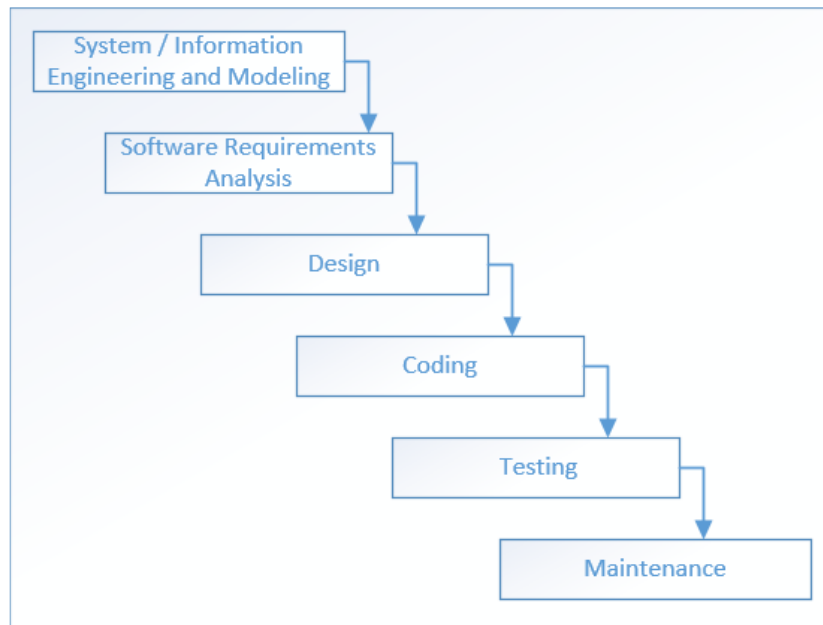 System / Information
Engineering and Modeling
Software Requirements
Analysis
Design
Coding
Testing
Maintenance